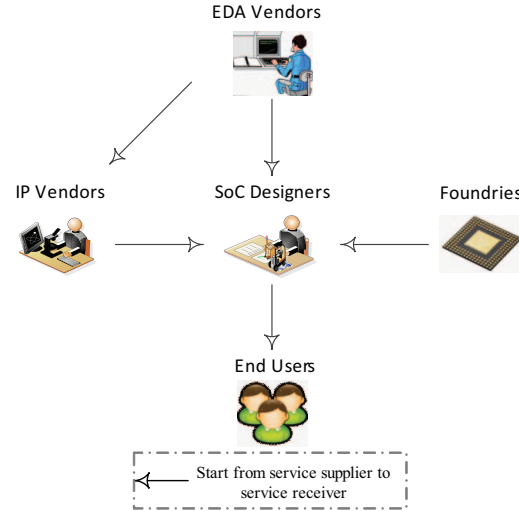 EDA Vendors
IP Vendors
SoC Designers
Foundries
End Users
Start from service supplier to
service receiver